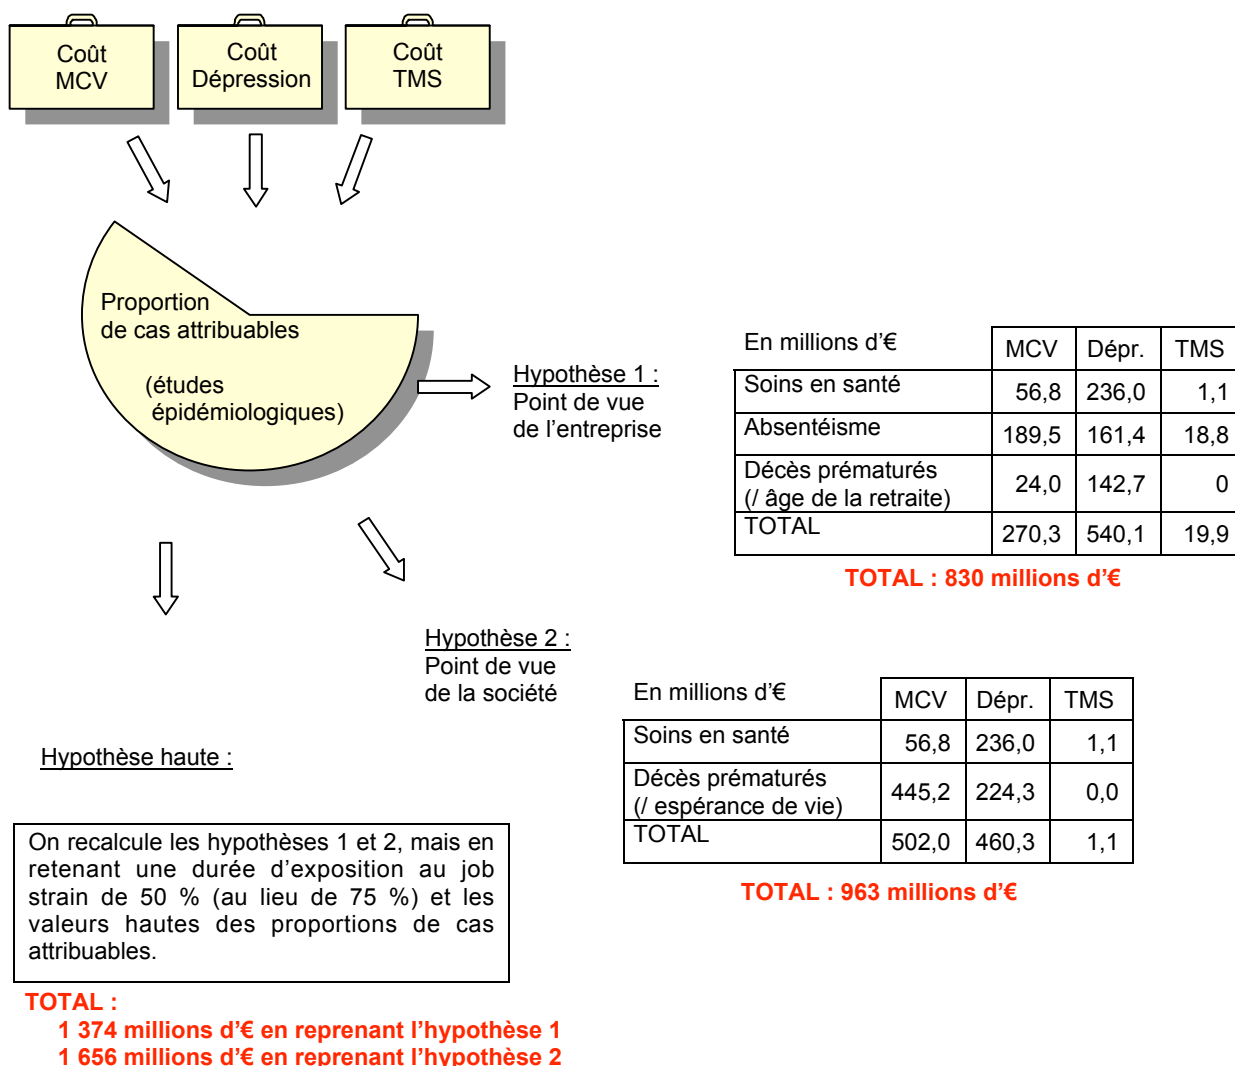 Coût
MCV
Coût
Dépression
Coût
TMS
Proportion
de cas attribuables
(études
épidémiologiques)
Hypothèse 1 :
Point de vue
de l’entreprise
En millions d’€ MCV Dépr. TMS
Soins en santé 56,8 236,0 1,1
Absentéisme 189,5 161,4 18,8
Décès prématurés
(/ âge de la retraite) 24,0 142,7 0
TOTAL 270,3 540,1 19,9
TOTAL : 830 millions d’€
Hypothèse 2 :
Point de vue
de la société
En millions d’€ MCV Dépr. TMS
Soins en santé 56,8 236,0 1,1
Décès prématurés
(/ espérance de vie) 445,2 224,3 0,0
TOTAL 502,0 460,3 1,1
TOTAL : 963 millions d’€
Hypothèse haute :
On recalcule les hypothèses 1 et 2, mais en
retenant une durée d’exposition au job
strain de 50 % (au lieu de 75 %) et les
valeurs hautes des proportions de cas
attribuables.
TOTAL :
1 374 millions d’€ en reprenant l’hypothèse 1
1 656 millions d’€ en reprenant l’hypothèse 2